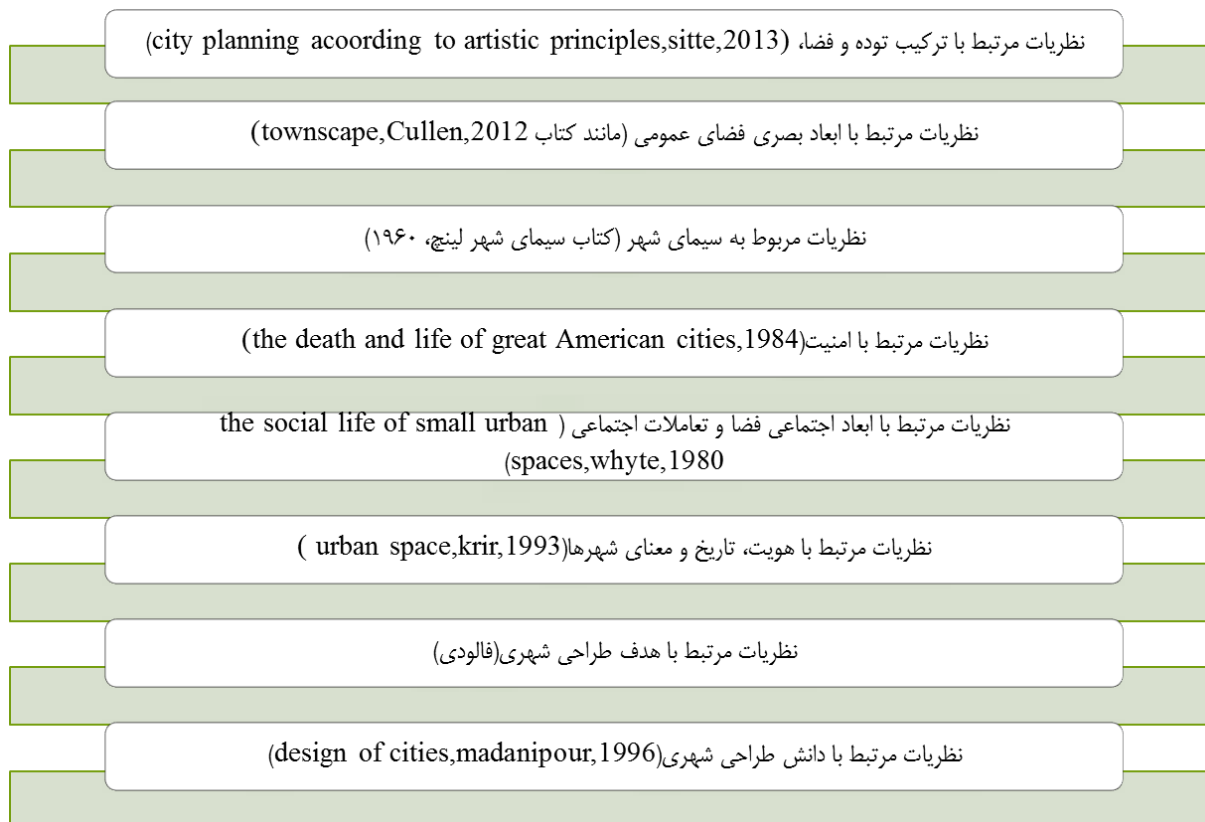 نظریات مرتبط با ترکیب توده و فضا، (city planning acoording to artistic principles,sitte,2013)
نظریات مرتبط با ابعاد بصری فضای عمومی (مانند کتاب townscape,Cullen,2012)
نظریات مربوط به سیمای شهر (کتاب سیمای شهر لینچ، ۱۹۶۰)
نظریات مرتبط با امنیت(the death and life of great American cities,1984)
نظریات مرتبط با ابعاد اجتماعی فضا و تعاملات اجتماعی ( the social life of small urban
spaces,whyte,1980)
نظریات مرتبط با هویت، تاریخ و معنای شهرها(urban space,krir,1993 )
نظریات مرتبط با هدف طراحی شهری(فالودی)
نظریات مرتبط با دانش طراحی شهری(design of cities,madanipour,1996)